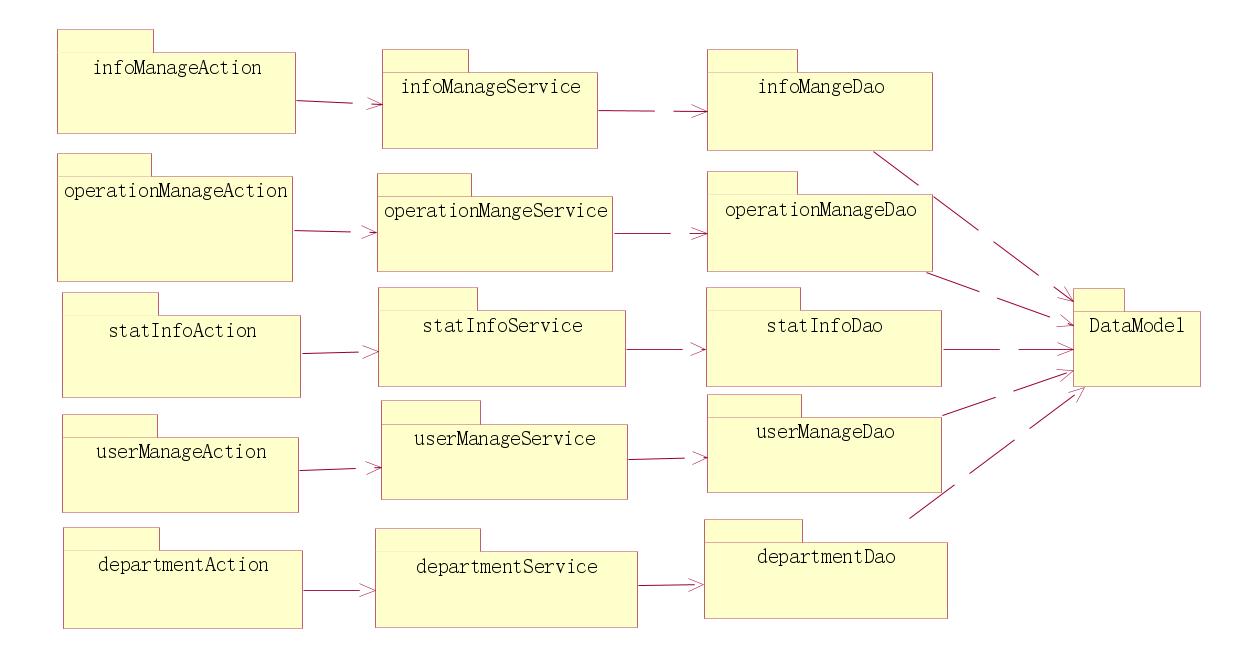 infoManageAction
infoManageService
infoMangeDao
operationManageAction
operationMangeService
operationManageDao
statInfoAction
statInfoService
statInfoDao
DataModel
userManageAction
userManageService
userManageDao
departmentAction
departmentService
departmentDao